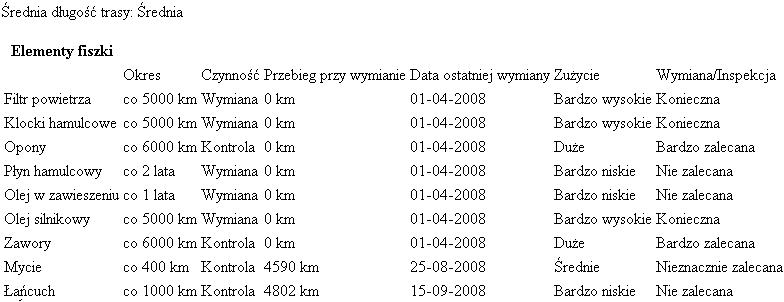 Średnia długość trasy: Średnia
Elementy fiszki
Okres Czynność Przebieg przy wymianie Data ostatniej wymiany Zużycie Wymiana/Inspekcja
Filtr powietrza co 5000 km Wymiana 0 km 01-04-2008 Bardzo wysokie Konieczna
Klocki hamulcowe co 5000 km Wymiana 0 km 01-04-2008 Bardzo wysokie Konieczna
Opony co 6000 km Kontrola 0 km 01-04-2008 Duże Bardzo zalecana
Płyn hamulcowy co 2 lata Wymiana 0 km 01-04-2008 Bardzo niskie Nie zalecana
Olej w zawieszeniu co 1 lata Wymiana 0 km 01-04-2008 Bardzo niskie Nie zalecana
Olej silnikowy co 5000 km Wymiana 0 km 01-04-2008 Bardzo wysokie Konieczna
Zawory co 6000 km Kontrola 0 km 01-04-2008 Duże Bardzo zalecana
Mycie co 400 km Kontrola 4590 km 25-08-2008 Średnie Nieznacznie zalecana
Łańcuch co 1000 km Kontrola 4802 km 15-09-2008 Bardzo niskie Nie zalecana